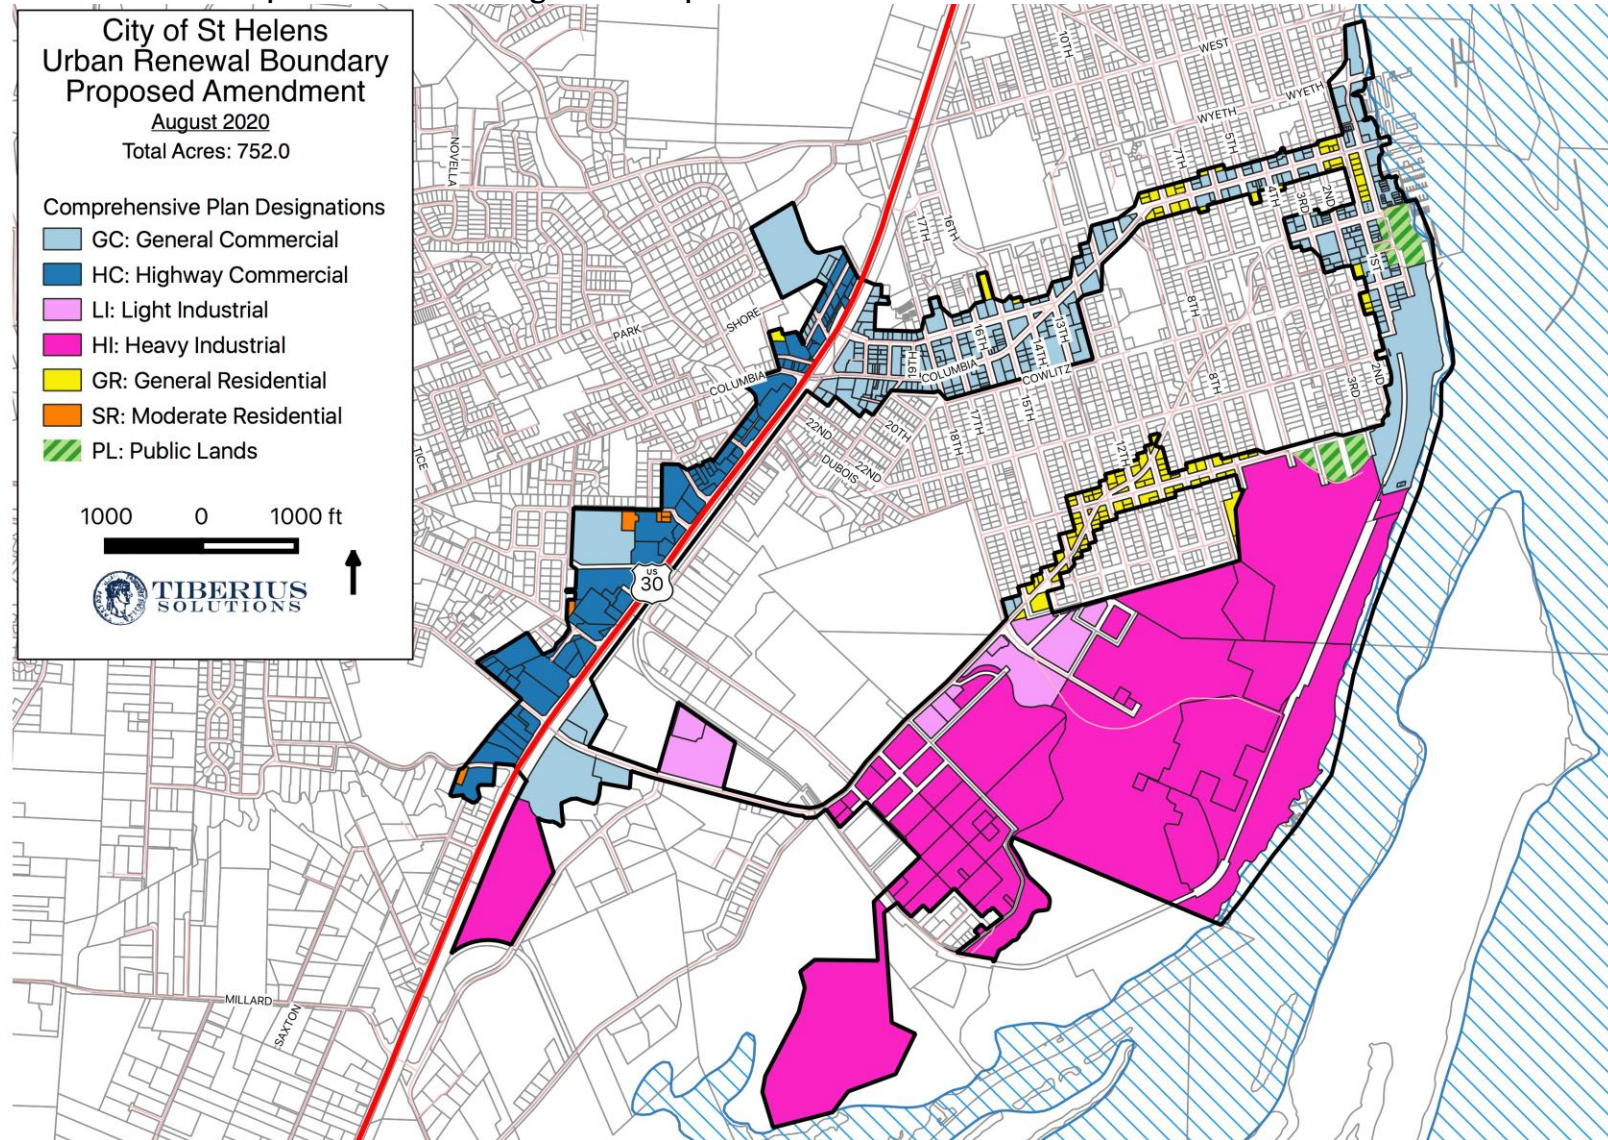 City of St Helens
Urban Renewal Boundary
Proposed Amendment
August 2020
Total Acres: 752.0
Comprehensive Plan Designations
GC: General Commercial
HC: Highway Commercial
LI: Light Industrial
HI: Heavy Industrial
GR: General Residential
SR: Moderate Residential
PL: Public Lands
1000 0 1000 ft
TIBERIUS
SOLUTIONS
US
30
NOVELLA
10TH
WEST
WYETH
WYETH
5TH
7TH
4TH
3RD
2ND
17TH
16TH
1ST
8TH
SHORE
PARK
COLUMBIA
19TH
COLUMBIA
16TH
14TH
13TH
COWLITZ
15TH
17TH
18TH
20TH
22ND
22ND
DUBOIS
8TH
3RD
2ND
12TH
TICE
MILLARD
SAXTON